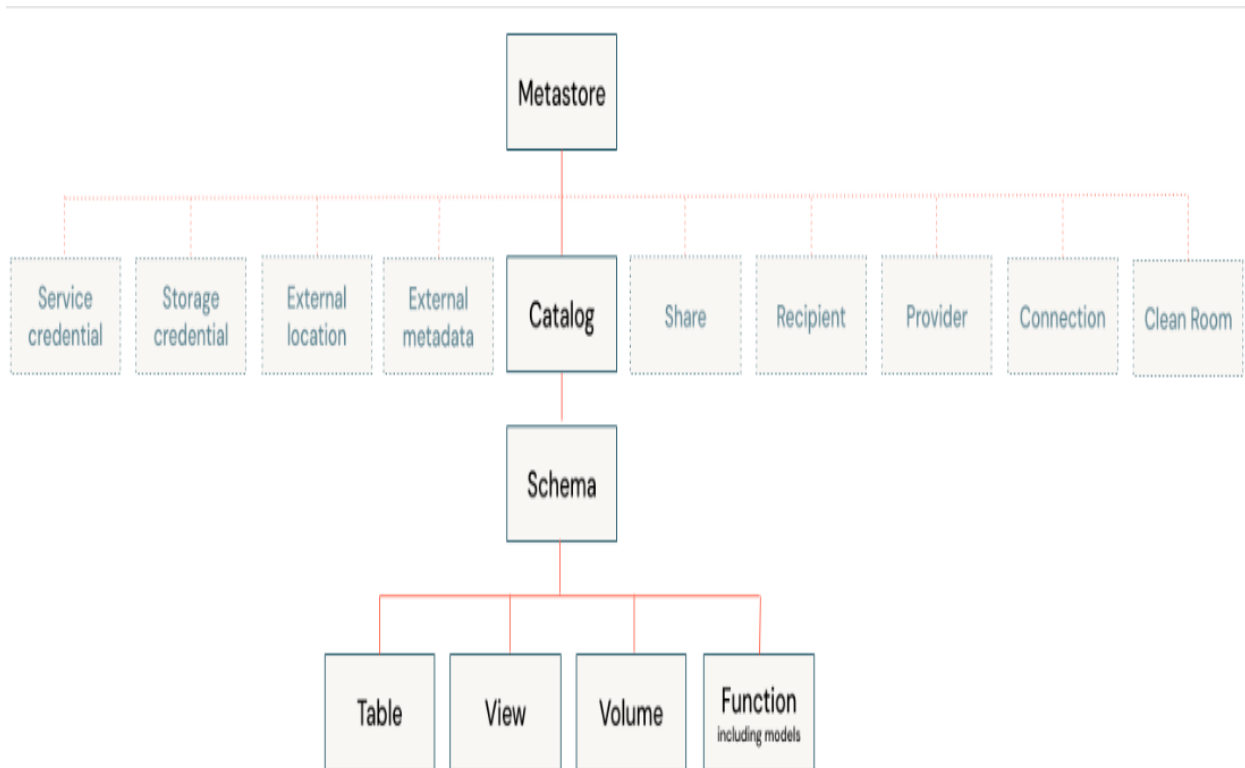 Metastore
Service
credential
Storage
credential
External
location
External
metadata
Catalog
Share
Recipient
Provider
Connection
Clean Room
Schema
Table
View
Volume
Function
including models